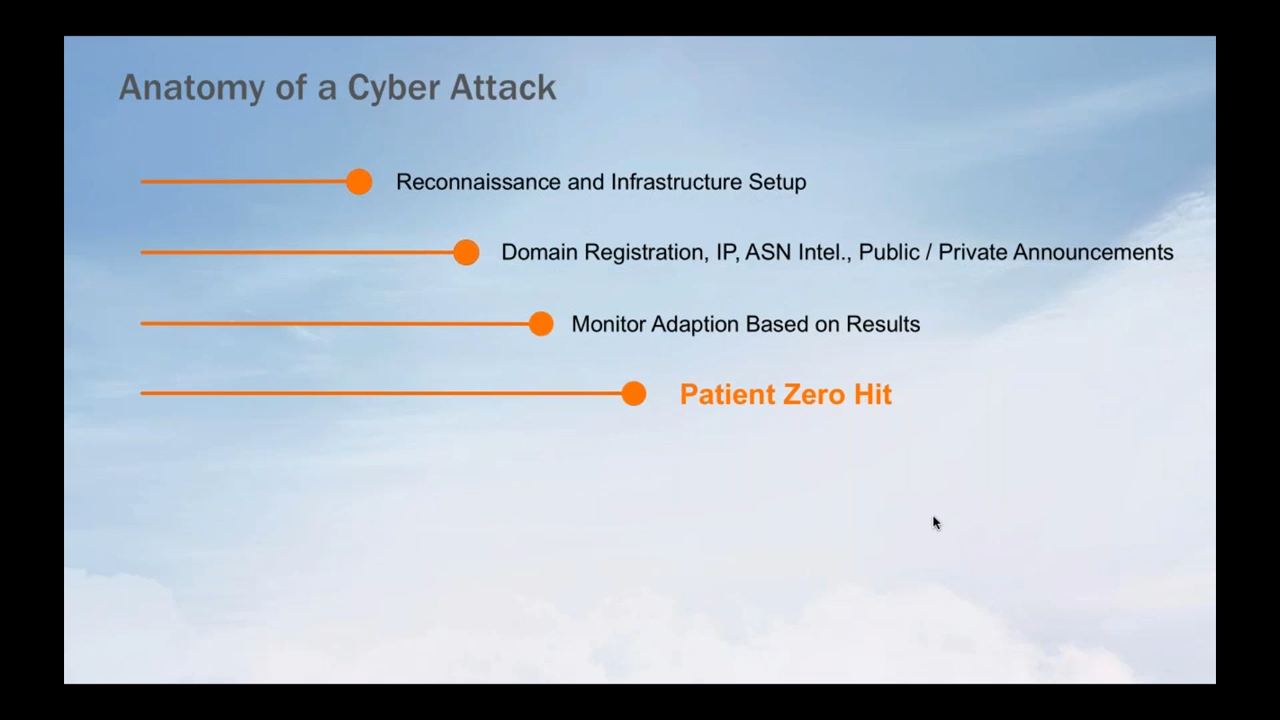 Anatomy of a Cyber Attack
Reconnaissance and Infrastructure Setup
Domain Registration, IP, ASN Intel., Public / Private Announcements
Monitor Adaption Based on Results
Patient Zero Hit